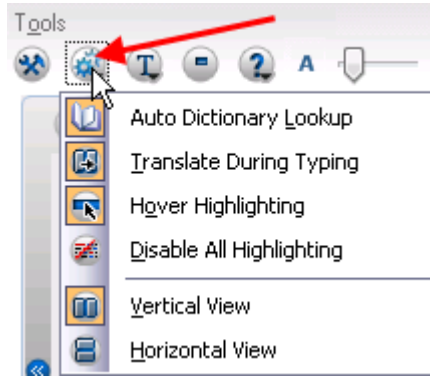 Tools
T ? A
Auto Dictionary Lookup
Translate During Typing
Hover Highlighting
Disable All Highlighting
Vertical View
Horizontal View